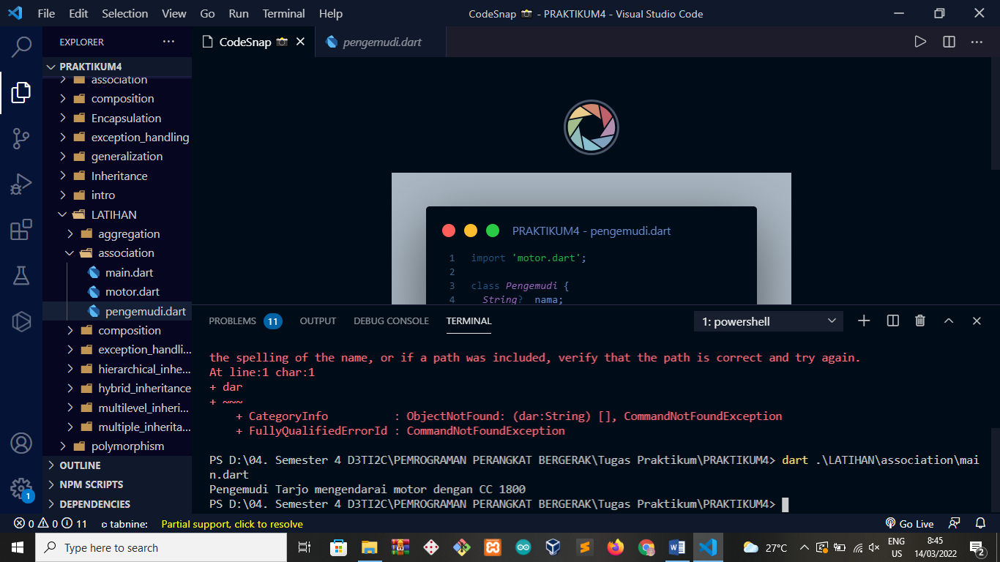 File Edit Selection View Go Run Terminal Help
CodeSnap 📸 - PRAKTIKUM4 - Visual Studio Code
EXPLORER
CodeSnap 📸
pengemudi.dart
PRAKTIKUM4
association
composition
Encapsulation
exception_handling
generalization
Inheritance
intro
LATIHAN
aggregation
association
main.dart
motor.dart
pengemudi.dart
composition
exception_handli...
hierarchical_inhe...
hybrid_inheritance
multilevel_inheri...
multiple_inherita...
polymorphism
OUTLINE
NPM SCRIPTS
DEPENDENCIES
PRAKTIKUM4 - pengemudi.dart
1 import 'motor.dart';
2
3 class Pengemudi {
4 String? nama;
PROBLEMS 11 OUTPUT DEBUG CONSOLE TERMINAL
1: powershell
the spelling of the name, or if a path was included, verify that the path is correct and try again.
At line:1 char:1
+ dar
+ ~~~
+ CategoryInfo : ObjectNotFound: (dar:String) [], CommandNotFoundException
+ FullyQualifiedErrorId : CommandNotFoundException
PS D:\04. Semester 4 D3TI2C\PEMROGRAMAN PERANGKAT BERGERAK\Tugas Praktikum\PRAKTIKUM4> dart .\LATIHAN\association\mai
n.dart
Pengemudi Tarjo mengendarai motor dengan CC 1800
PS D:\04. Semester 4 D3TI2C\PEMROGRAMAN PERANGKAT BERGERAK\Tugas Praktikum\PRAKTIKUM4>
1
0 0 11 tabnine: Partial support, click to resolve
Go Live
Type here to search
27°C
ENG
US
8:45
14/03/2022
2